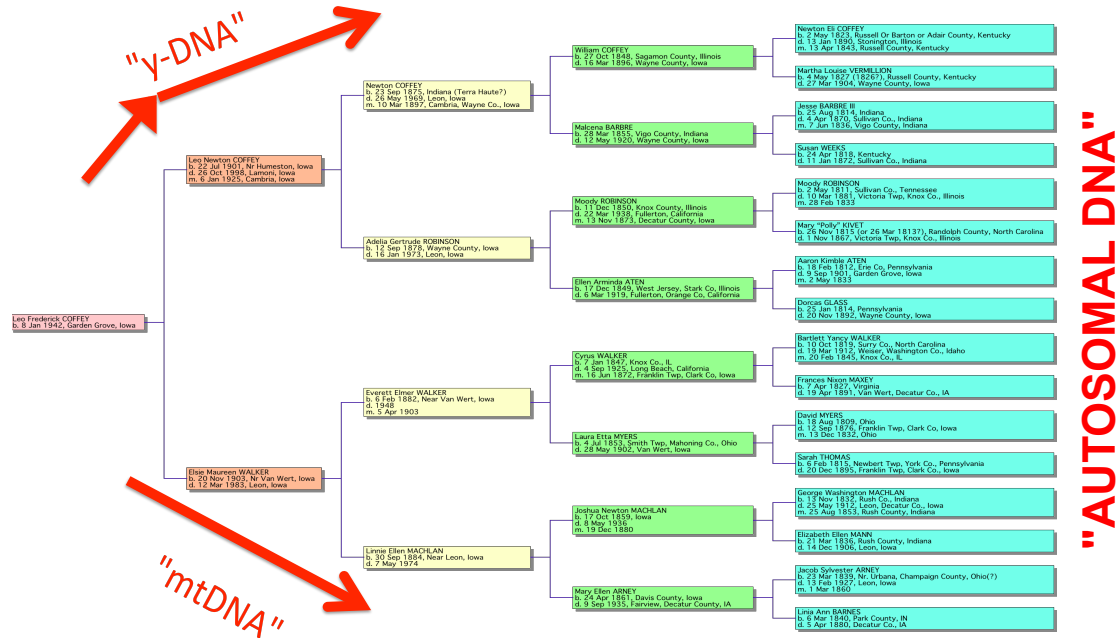 "y-DNA"
Leo Frederick COFFEY
b. 8 Jan 1942, Garden Grove, Iowa
Leo Newton COFFEY
b. 22 Jul 1901, Nr Humeston, Iowa
d. 26 Oct 1998, Lamoni, Iowa
m. 6 Jan 1925, Cambria, Iowa
Elsie Maureen WALKER
b. 20 Nov 1903, Nr Van Wert, Iowa
d. 12 Mar 1983, Leon, Iowa
Newton COFFEY
b. 23 Sep 1875, Indiana (Terra Haute?)
d. 26 May 1969, Leon, Iowa
m. 10 Mar 1897, Cambria, Wayne Co., Iowa
Adelia Gertrude ROBINSON
b. 12 Sep 1878, Wayne County, Iowa
d. 16 Jan 1973, Leon, Iowa
Everett Elmer WALKER
b. 6 Feb 1882, Near Van Wert, Iowa
d. 1948
m. 5 Apr 1903
Linnie Ellen MACHLAN
b. 30 Sep 1884, Near Leon, Iowa
d. 7 May 1974
William COFFEY
b. 27 Oct 1848, Sagamon County, Illinois
d. 16 Mar 1896, Wayne County, Iowa
Malcena BARBRE
b. 28 Mar 1855, Vigo County, Indiana
d. 12 May 1920, Wayne County, Iowa
Moody ROBINSON
b. 11 Dec 1850, Knox County, Illinois
d. 22 Mar 1938, Fullerton, California
m. 13 Nov 1873, Decatur County, Iowa
Ellen Arminda ATEN
b. 17 Dec 1849, West Jersey, Stark Co, Illinois
d. 6 Mar 1919, Fullerton, Orange Co, California
Cyrus WALKER
b. 7 Jan 1847, Knox Co., IL
d. 4 Sep 1925, Long Beach, California
m. 16 Jun 1872, Franklin Twp, Clark Co, Iowa
Laura Etta MYERS
b. 4 Jul 1853, Smith Twp, Mahoning Co., Ohio
d. 28 May 1902, Van Wert, Iowa
Joshua Newton MACHLAN
b. 17 Oct 1859, Iowa
d. 8 May 1936
m. 19 Dec 1880
Mary Ellen ARNEY
b. 24 Apr 1861, Davis County, Iowa
d. 9 Sep 1935, Fairview, Decatur County, IA
Newton Eli COFFEY
b. 2 May 1823, Russell Or Barton or Adair County, Kentucky
d. 13 Jan 1890, Stonington, Illinois
m. 13 Apr 1843, Russell County, Kentucky
Martha Louise VERMILLION
b. 4 May 1827 (1826?), Russell County, Kentucky
d. 27 Mar 1904, Wayne County, Iowa
Jesse BARBRE III
b. 25 Aug 1814, Indiana
d. 4 Apr 1870, Sullivan Co., Indiana
m. 7 Jun 1836, Vigo County, Indiana
Susan WEEKS
b. 24 Apr 1818, Kentucky
d. 11 Jan 1872, Sullivan Co., Indiana
Moody ROBINSON
b. 2 May 1811, Sullivan Co., Tennessee
d. 10 Mar 1881, Victoria Twp, Knox Co., Illinois
m. 28 Feb 1833
Mary "Polly" KIVET
b. 26 Nov 1815 (or 26 Mar 1813?), Randolph County, North Carolina
d. 1 Nov 1867, Victoria Twp, Knox Co., Illinois
Aaron Kimble ATEN
b. 18 Feb 1812, Erie Co, Pennsylvania
d. 9 Sep 1901, Garden Grove, Iowa
m. 2 May 1833
Dorcas GLASS
b. 25 Jan 1814, Pennsylvania
d. 20 Nov 1892, Wayne County, Iowa
Bartlett Yancy WALKER
b. 10 Oct 1819, Surry Co., North Carolina
d. 19 Mar 1912, Weiser, Washington Co., Idaho
m. 20 Feb 1845, Knox Co., IL
Frances Nixon MAXEY
b. 7 Apr 1827, Virginia
d. 19 Apr 1891, Van Wert, Decatur Co., IA
David MYERS
b. 18 Aug 1809, Ohio
d. 12 Sep 1876, Franklin Twp, Clark Co, Iowa
m. 13 Dec 1832, Ohio
Sarah THOMAS
b. 6 Feb 1815, Newbert Twp, York Co., Pennsylvania
d. 20 Dec 1895, Franklin Twp, Clark Co., Iowa
George Washington MACHLAN
b. 13 Nov 1832, Rush Co., Indiana
d. 25 May 1912, Leon, Decatur Co., Iowa
m. 25 Aug 1853, Rush County, Indiana
Elizabeth Ellen MANN
b. 21 Mar 1836, Rush County, Indiana
d. 14 Dec 1906, Leon, Iowa
Jacob Sylvester ARNEY
b. 23 Mar 1839, Nr. Urbana, Champaign County, Ohio(?)
d. 13 Feb 1927, Leon, Iowa
m. 1 Mar 1860
Linia Ann BARNES
b. 6 Mar 1840, Park County, IN
d. 5 Apr 1880, Decatur Co., IA
"mtDNA"
"AUTOSOMAL DNA"